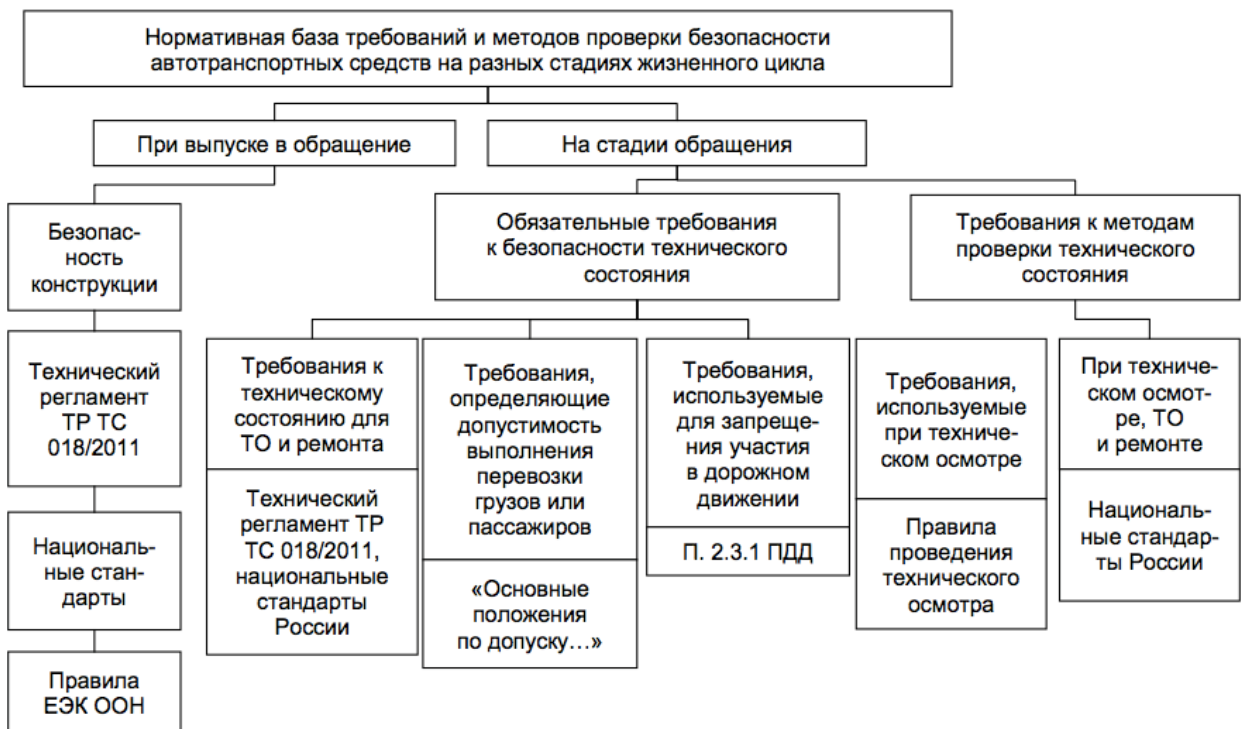 Нормативная база требований и методов проверки безопасности
автотранспортных средств на разных стадиях жизненного цикла
При выпуске в обращение
На стадии обращения
Безопас-
ность
конструкции
Обязательные требования
к безопасности технического
состояния
Требования к методам
проверки технического
состояния
Технический
регламент
ТР ТС
018/2011
Требования к
техническому
состоянию для
ТО и ремонта
Требования,
определяющие
допустимость
выполнения
перевозки
грузов или
пассажиров
Требования,
используемые
для запреще-
ния участия
в дорожном
движении
Требования,
используемые
при техниче-
ском осмотре
При техниче-
ском осмот-
ре, ТО
и ремонте
Националь-
ные стан-
дарты
Технический
регламент ТР
ТС 018/2011,
национальные
стандарты
России
«Основные
положения
по допуску…»
П. 2.3.1 ПДД
Правила
проведения
технического
осмотра
Националь-
ные стандар-
ты России
Правила
ЕЭК ООН